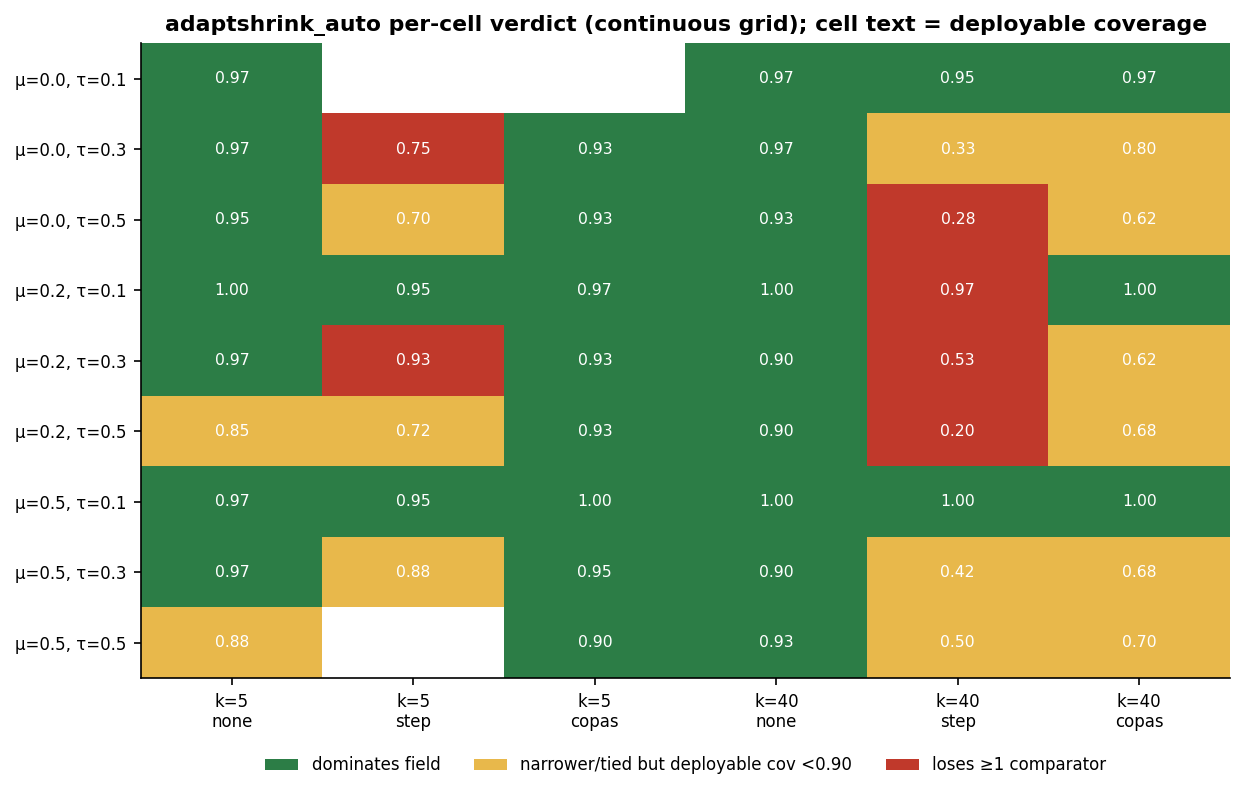 adaptshrink_auto per-cell verdict (continuous grid); cell text = deployable coverage
μ=0.0, τ=0.1 0.97 0.97 0.95 0.97
μ=0.0, τ=0.3 0.97 0.75 0.93 0.97 0.33 0.80
μ=0.0, τ=0.5 0.95 0.70 0.93 0.93 0.28 0.62
μ=0.2, τ=0.1 1.00 0.95 0.97 1.00 0.97 1.00
μ=0.2, τ=0.3 0.97 0.93 0.93 0.90 0.53 0.62
μ=0.2, τ=0.5 0.85 0.72 0.93 0.90 0.20 0.68
μ=0.5, τ=0.1 0.97 0.95 1.00 1.00 1.00 1.00
μ=0.5, τ=0.3 0.97 0.88 0.95 0.90 0.42 0.68
μ=0.5, τ=0.5 0.88 0.90 0.93 0.50 0.70
k=5 k=5 k=5 k=40 k=40 k=40
none step copas none step copas
dominates field narrower/tied but deployable cov <0.90 loses ≥1 comparator